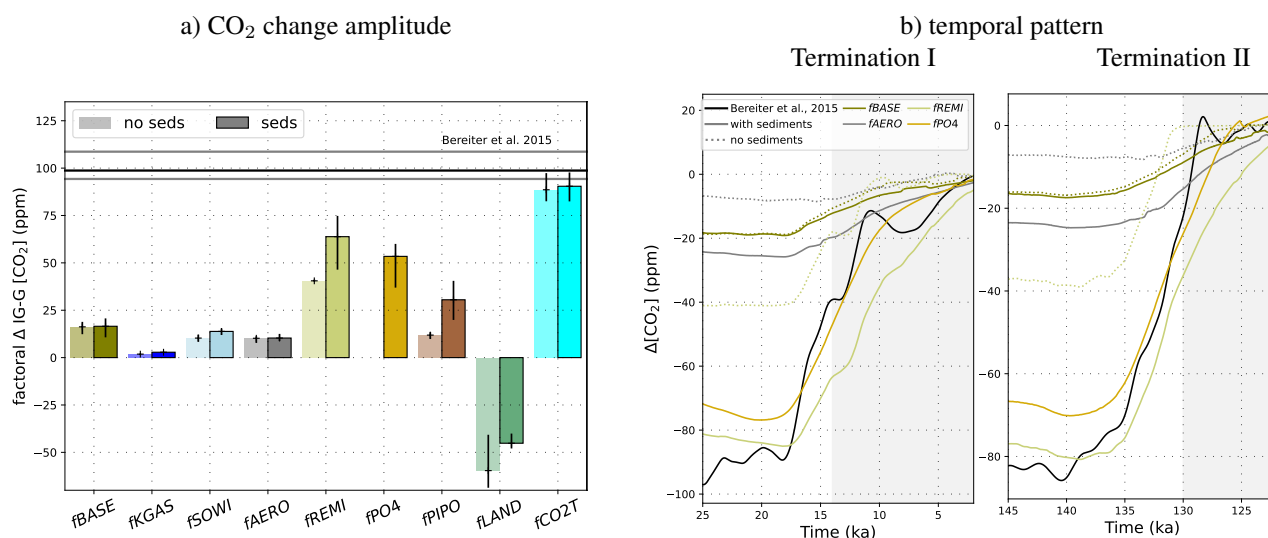 a) CO₂ change amplitude
b) temporal pattern
Termination I
Termination II
factoral Δ IG-G [CO₂] (ppm)
125
100
75
50
25
0
−25
−50
no seds
seds
Bereiter et al. 2015
fBASE
fKGAS
fSOWI
fAERO
fREMI
fPO4
fPIPO
fLAND
fCO2T
Δ[CO₂] (ppm)
20
0
−20
−40
−60
−80
−100
Bereiter et al., 2015
with sediments
no sediments
fBASE
fAERO
fREMI
fPO4
25
20
15
10
5
Time (ka)
0
−20
−40
−60
−80
145
140
135
130
125
Time (ka)